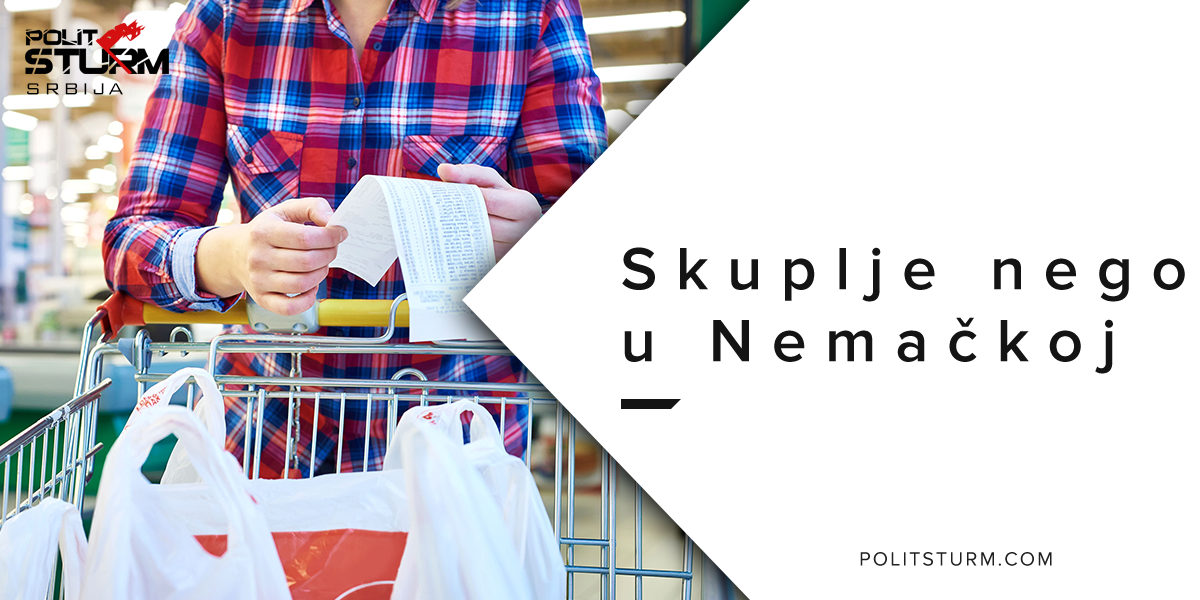 POLIT
STURM
SRBIJA
Skuplje nego
u Nemačkoj
POLITSTURM.COM